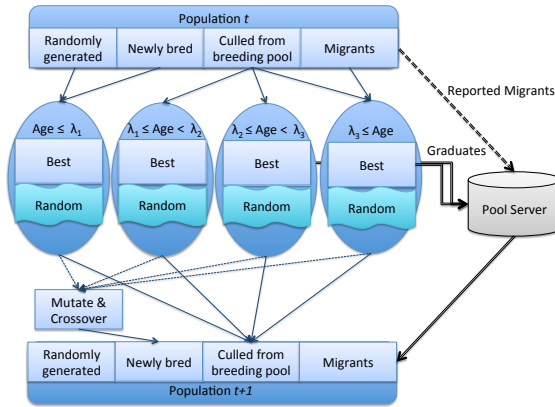 Population t
Randomly generated
Newly bred
Culled from breeding pool
Migrants
Reported Migrants
Age ≤ λ1
λ1 ≤ Age < λ2
λ2 ≤ Age < λ3
λ3 ≤ Age
Graduates
Best
Best
Best
Best
Random
Random
Random
Random
Pool Server
Mutate & Crossover
Randomly generated
Newly bred
Culled from breeding pool
Migrants
Population t+1